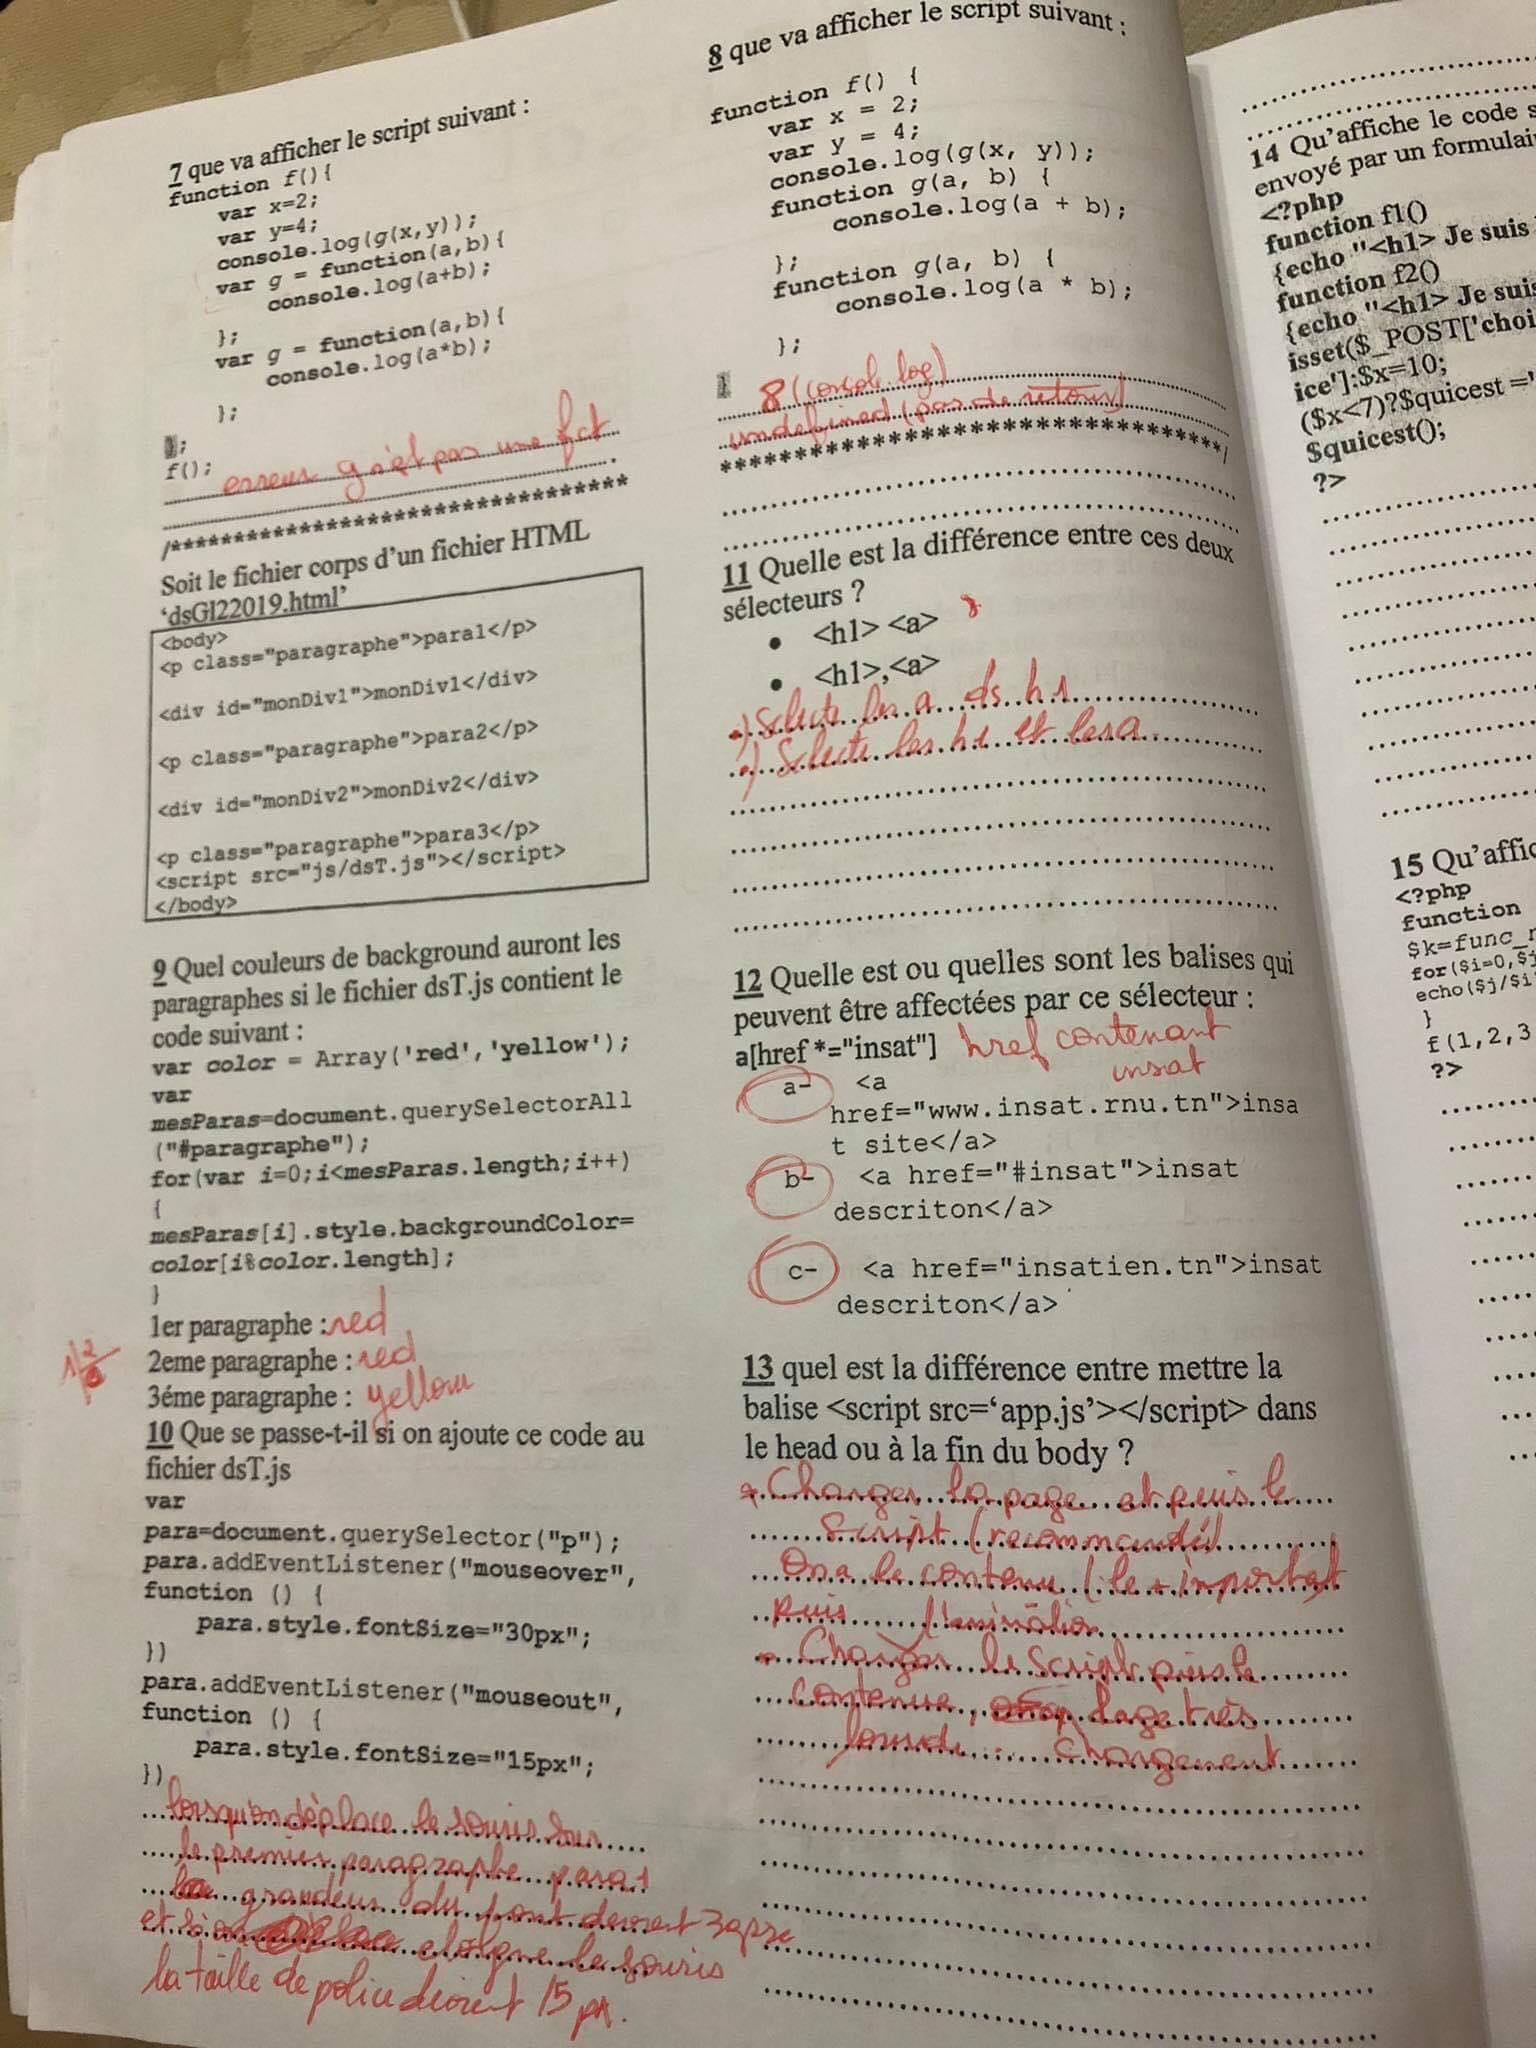 7 que va afficher le script suivant :
function f(){
var x=2;
var y=4;
console.log(g(x,y));
var g = function(a,b){
console.log(a+b);
};
var g = function(a,b){
console.log(a*b);
};
};
f();
erreur g n'est pas une fct
/*************************************
Soit le fichier corps d'un fichier HTML
'dsGl22019.html'
<body>
<p class="paragraphe">para1</p>
<div id="monDiv1">monDiv1</div>
<p class="paragraphe">para2</p>
<div id="monDiv2">monDiv2</div>
<p class="paragraphe">para3</p>
<script src="js/dsT.js"></script>
</body>
9 Quel couleurs de background auront les
paragraphes si le fichier dsT.js contient le
code suivant :
var color = Array('red','yellow');
var
mesParas=document.querySelectorAll
("#paragraphe");
for(var i=0;i<mesParas.length;i++)
{
mesParas[i].style.backgroundColor=
color[i%color.length];
}
1er paragraphe : red
2eme paragraphe : red
3éme paragraphe : yellow
10 Que se passe-t-il si on ajoute ce code au
fichier dsT.js
var
para=document.querySelector("p");
para.addEventListener("mouseover",
function () {
para.style.fontSize="30px";
})
para.addEventListener("mouseout",
function () {
para.style.fontSize="15px";
})
lorsqu'on déplace le souris sur
le premier paragraphe para1
la grandeur du font devient 30px
et si on eloigne le souris
la taille de police devient 15 px.
8 que va afficher le script suivant :
function f() {
var x = 2;
var y = 4;
console.log(g(x, y));
function g(a, b) {
console.log(a + b);
};
function g(a, b) {
console.log(a * b);
};
}
8 (console.log)
undefined (pas de retour)
*************************************/
11 Quelle est la différence entre ces deux
sélecteurs ?
• <h1> <a>
• <h1>,<a>
•) Selecte les a ds h1
•) Selecte les h1 et les a
12 Quelle est ou quelles sont les balises qui
peuvent être affectées par ce sélecteur :
a[href *="insat"] href contenant
insat
a- <a
href="www.insat.rnu.tn">insa
t site</a>
b- <a href="#insat">insat
descriton</a>
c- <a href="insatien.tn">insat
descriton</a>
13 quel est la différence entre mettre la
balise <script src='app.js'></script> dans
le head ou à la fin du body ?
* Charger la page et puis le
script (recommandé)
On a le contenu (le + important
puis l'animation
Charger le script puis le
contenue, page très
lourde chargement
14 Qu'affiche le code s
envoyé par un formulai
<?php
function f1()
{echo "<h1> Je suis
function f2()
{echo "<h1> Je suis
isset($_POST['choi
ice']:$x=10;
($x<7)?$quicest ='
$quicest();
?>
15 Qu'affic
<?php
function
$k=func_n
for($i=0,$j
echo($j/$i
}
f(1,2,3
?>